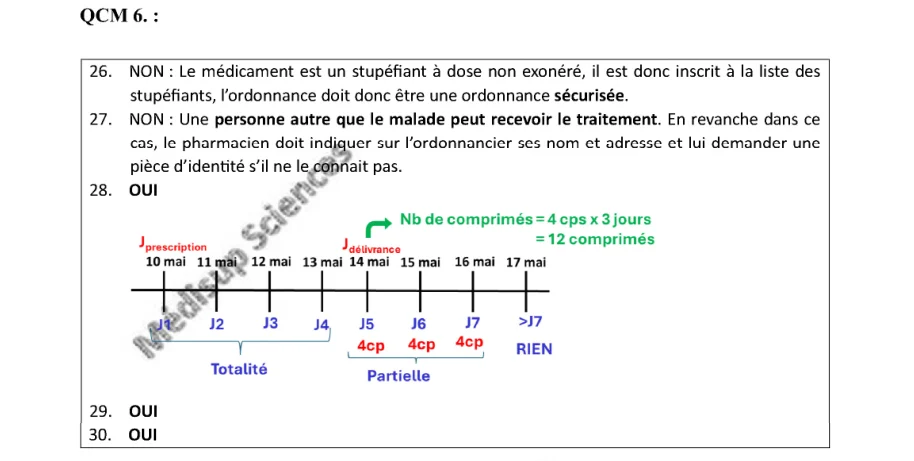 QCM 6. :
26. NON : Le médicament est un stupéfiant à dose non exonéré, il est donc inscrit à la liste des
stupéfiants, l’ordonnance doit donc être une ordonnance sécurisée.
27. NON : Une personne autre que le malade peut recevoir le traitement. En revanche dans ce
cas, le pharmacien doit indiquer sur l’ordonnancier ses nom et adresse et lui demander une
pièce d’identité s’il ne le connait pas.
28. OUI
Nb de comprimés = 4 cps x 3 jours
= 12 comprimés
Jprescription Jdélivrance
10 mai 11 mai 12 mai 13 mai 14 mai 15 mai 16 mai 17 mai
J1 J2 J3 J4 J5 J6 J7 >J7
4cp 4cp 4cp RIEN
Totalité Partielle
29. OUI
30. OUI
Médisup Sciences